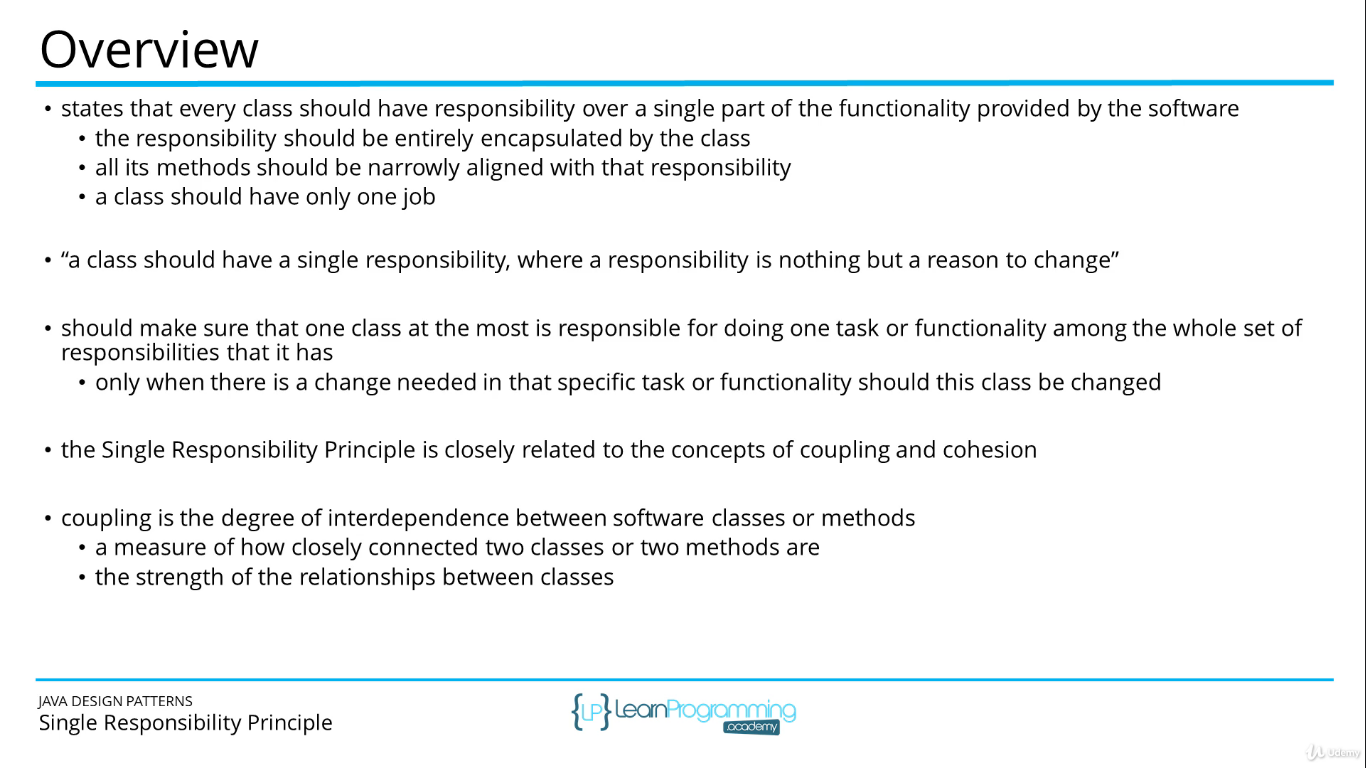 Overview
• states that every class should have responsibility over a single part of the functionality provided by the software
• the responsibility should be entirely encapsulated by the class
• all its methods should be narrowly aligned with that responsibility
• a class should have only one job
• “a class should have a single responsibility, where a responsibility is nothing but a reason to change”
• should make sure that one class at the most is responsible for doing one task or functionality among the whole set of
responsibilities that it has
• only when there is a change needed in that specific task or functionality should this class be changed
• the Single Responsibility Principle is closely related to the concepts of coupling and cohesion
• coupling is the degree of interdependence between software classes or methods
• a measure of how closely connected two classes or two methods are
• the strength of the relationships between classes
JAVA DESIGN PATTERNS
Single Responsibility Principle
{LP} LearnProgramming
.academy
Udemy